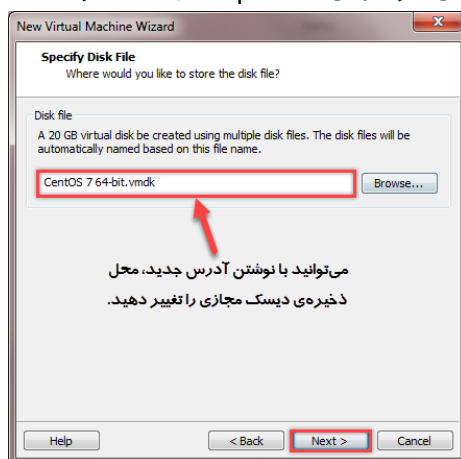 New Virtual Machine Wizard
Specify Disk File
Where would you like to store the disk file?
Disk file
A 20 GB virtual disk be created using multiple disk files. The disk files will be
automatically named based on this file name.
CentOS 7 64-bit.vmdk
Browse...
می‌توانید با نوشتن آدرس جدید، محل
ذخیره‌ی دیسک مجازی را تغییر دهید.
Help
< Back
Next >
Cancel